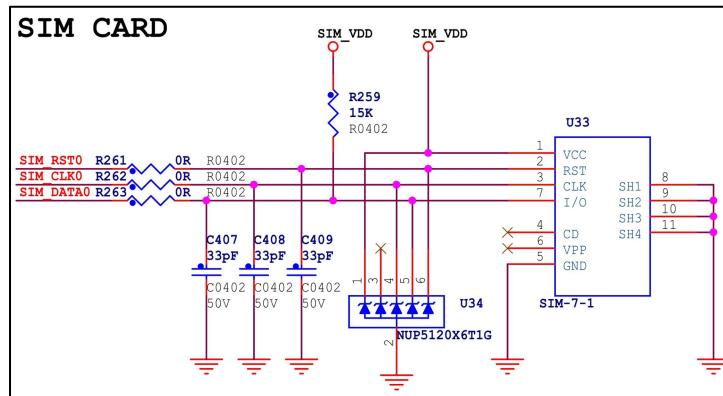 SIM CARD
SIM_VDD
SIM_VDD
R259
15K
R0402
U33
SIM_RST0 R261 0R R0402
SIM_CLK0 R262 0R R0402
SIM_DATA0 R263 0R R0402
1 VCC
2 RST
3 CLK
7 I/O
4 CD
6 VPP
5 GND
SH1 8
SH2 9
SH3 10
SH4 11
SIM-7-1
C407 C408 C409
33pF 33pF 33pF
C0402 C0402 C0402
50V 50V 50V
1 3 4 5 6
U34
NUP5120X6T1G
2